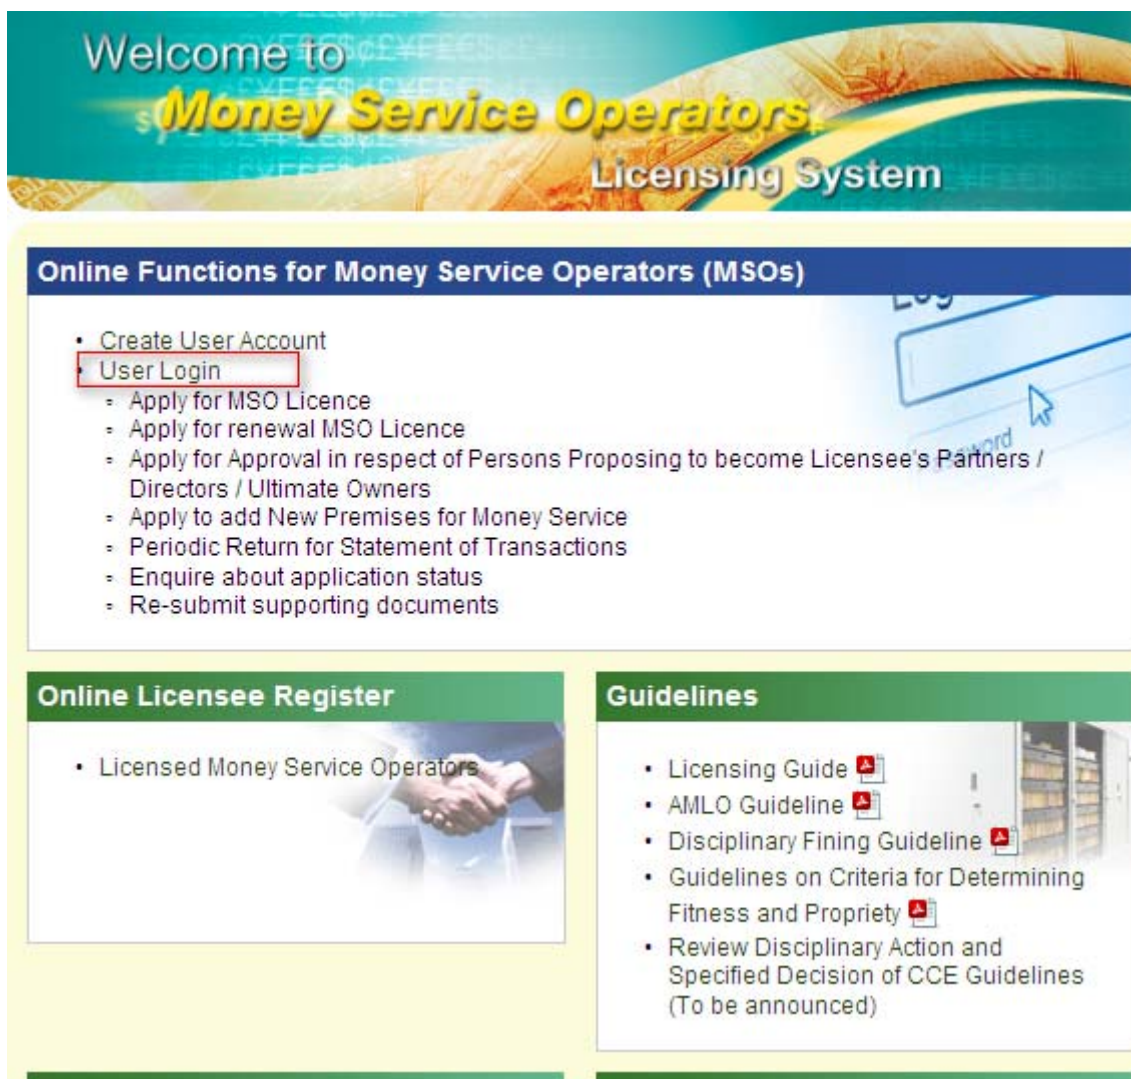 Welcome to
Money Service Operators
Licensing System
Online Functions for Money Service Operators (MSOs)
• Create User Account
• User Login
Apply for MSO Licence
Apply for renewal MSO Licence
Apply for Approval in respect of Persons Proposing to become Licensee's Partners /
Directors / Ultimate Owners
Apply to add New Premises for Money Service
Periodic Return for Statement of Transactions
Enquire about application status
Re-submit supporting documents
Online Licensee Register
• Licensed Money Service Operators
Guidelines
• Licensing Guide
• AMLO Guideline
• Disciplinary Fining Guideline
• Guidelines on Criteria for Determining
Fitness and Propriety
• Review Disciplinary Action and
Specified Decision of CCE Guidelines
(To be announced)